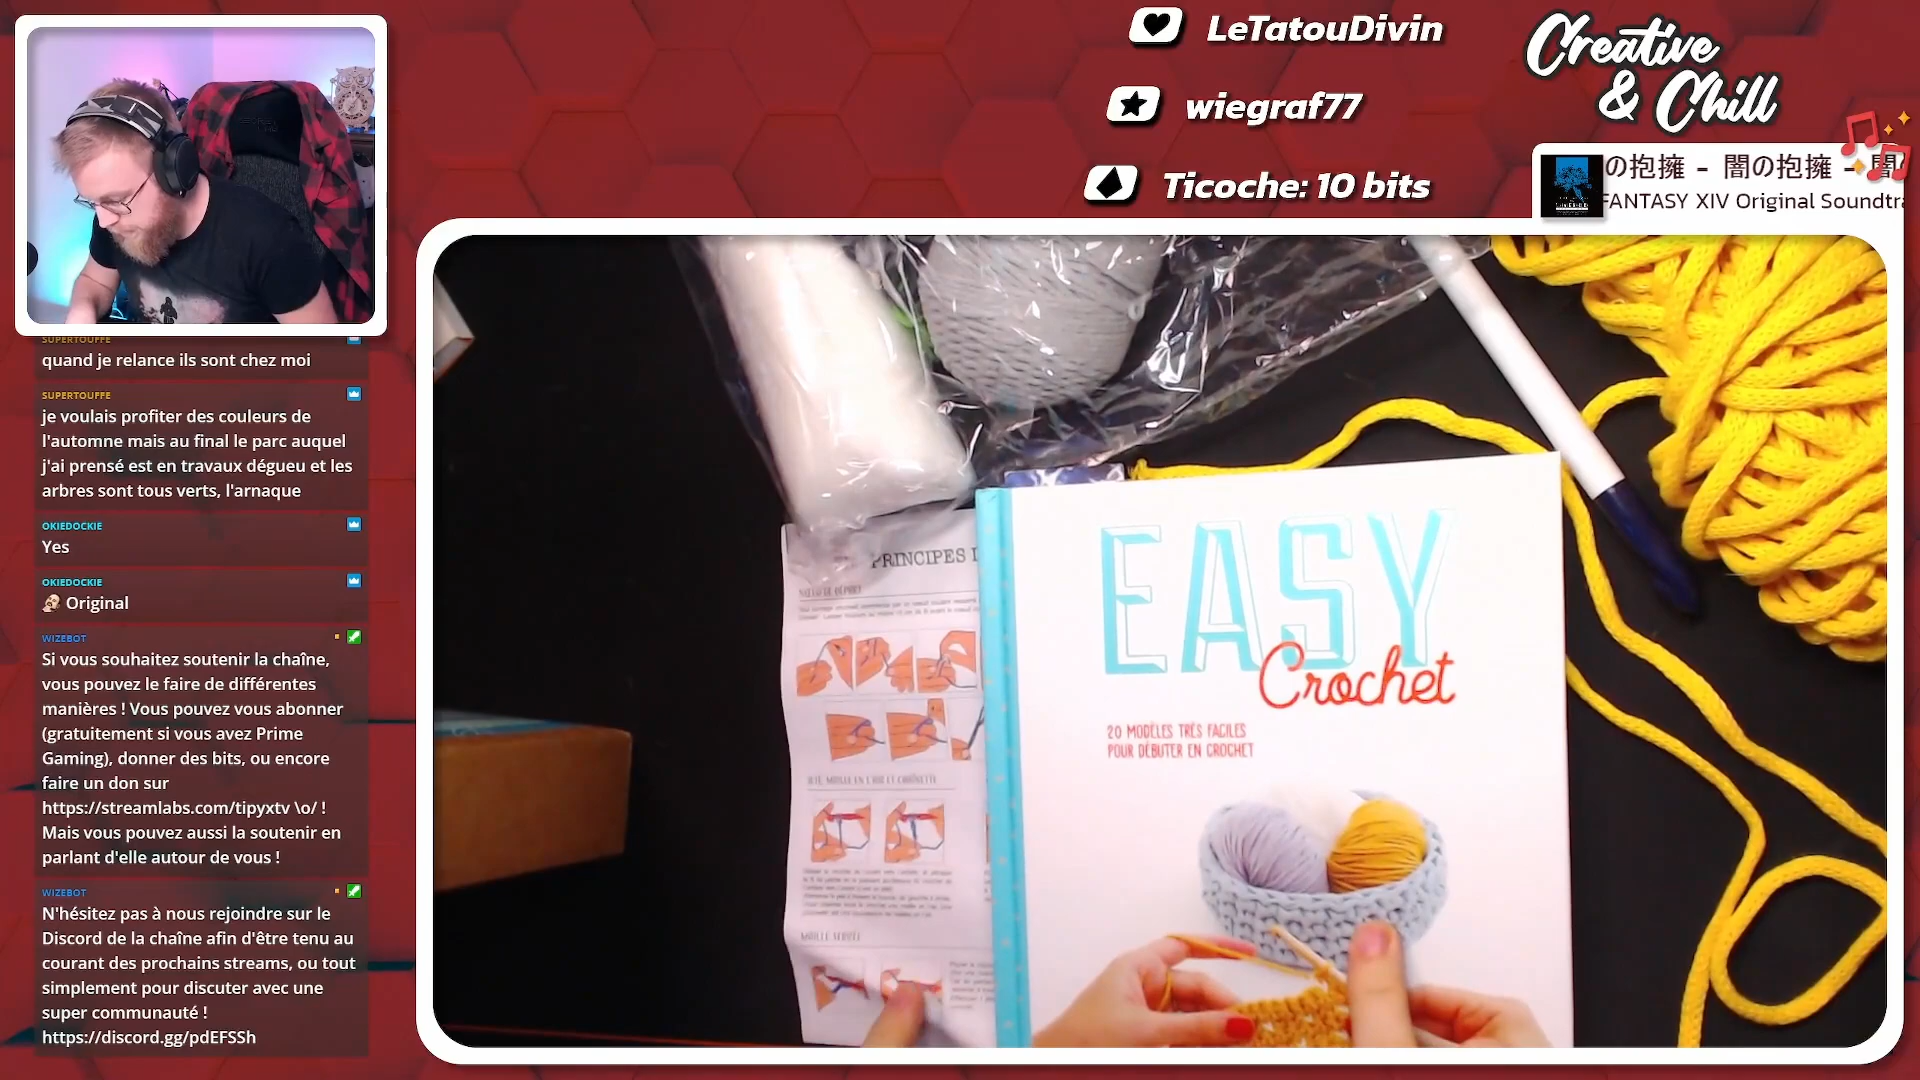 LeTatouDivin
wiegraf77
Ticoche: 10 bits
Creative
& Chill
の抱擁 - 闇の抱擁 - 闇の
FANTASY XIV Original Soundtra
SUPERTOUFFE
quand je relance ils sont chez moi
SUPERTOUFFE
je voulais profiter des couleurs de
l'automne mais au final le parc auquel
j'ai prensé est en travaux dégueu et les
arbres sont tous verts, l'arnaque
OKIEDOCKIE
Yes
OKIEDOCKIE
Original
WIZEBOT
Si vous souhaitez soutenir la chaîne,
vous pouvez le faire de différentes
manières ! Vous pouvez vous abonner
(gratuitement si vous avez Prime
Gaming), donner des bits, ou encore
faire un don sur
https://streamlabs.com/tipyxtv \o/ !
Mais vous pouvez aussi la soutenir en
parlant d'elle autour de vous !
WIZEBOT
N'hésitez pas à nous rejoindre sur le
Discord de la chaîne afin d'être tenu au
courant des prochains streams, ou tout
simplement pour discuter avec une
super communauté !
https://discord.gg/pdEFSSh
PRINCIPES
EASY
Crochet
20 MODÈLES TRÈS FACILES
POUR DÉBUTER EN CROCHET
MAILLE SERRÉE